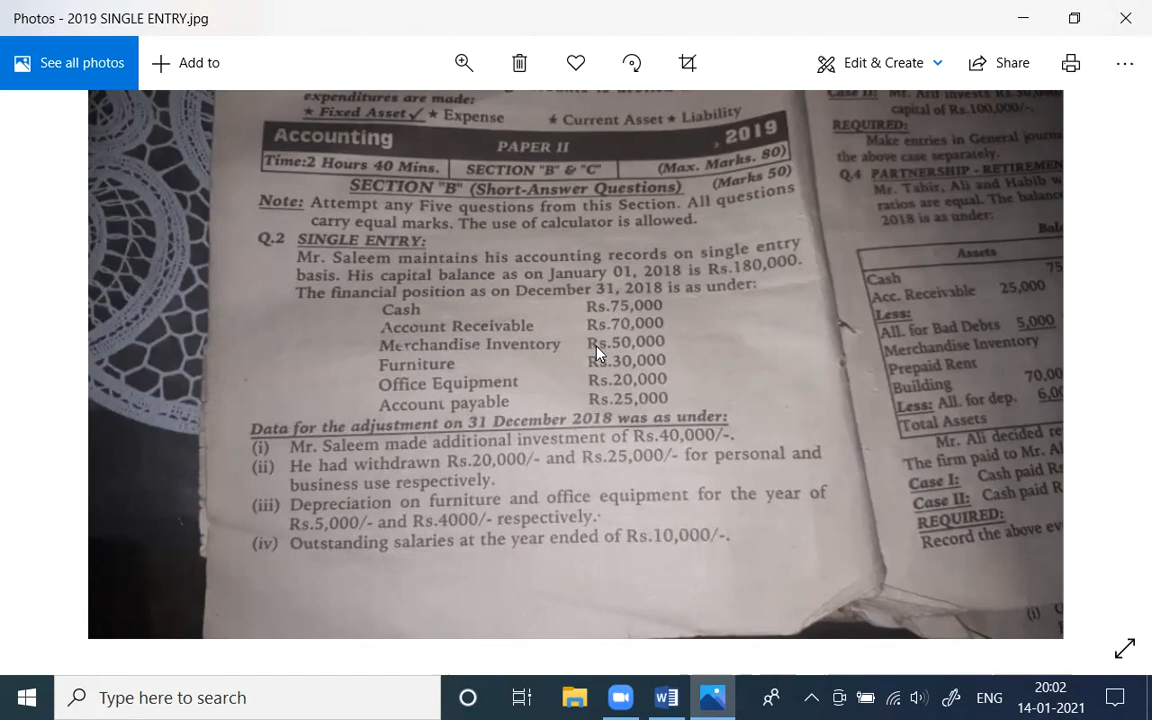 Photos - 2019 SINGLE ENTRY.jpg
See all photos
Add to
Edit & Create
Share
expenditures are made:
★ Fixed Asset✓ ★ Expense ★ Current Asset ★ Liability
Accounting PAPER II , 2019
Time:2 Hours 40 Mins. SECTION "B" & "C" (Max. Marks. 80)
SECTION "B" (Short-Answer Questions) (Marks 50)
Note: Attempt any Five questions from this Section. All questions
carry equal marks. The use of calculator is allowed.
Q.2 SINGLE ENTRY:
Mr. Saleem maintains his accounting records on single entry
basis. His capital balance as on January 01, 2018 is Rs.180,000.
The financial position as on December 31, 2018 is as under:
Cash Rs.75,000
Account Receivable Rs.70,000
Merchandise Inventory Rs.50,000
Furniture Rs.30,000
Office Equipment Rs.20,000
Account payable Rs.25,000
Data for the adjustment on 31 December 2018 was as under:
(i) Mr. Saleem made additional investment of Rs.40,000/-.
(ii) He had withdrawn Rs.20,000/- and Rs.25,000/- for personal and
business use respectively.
(iii) Depreciation on furniture and office equipment for the year of
Rs.5,000/- and Rs.4000/- respectively.
(iv) Outstanding salaries at the year ended of Rs.10,000/-.
capital of Rs.100,000/-.
REQUIRED:
Make entries in General journa
the above case separately.
Q.4 PARTNERSHIP - RETIREMEN
Mr. Tahir, Ali and Habib w
ratios are equal. The balanc
2018 is as under:
Bal
Assets
Cash 75
Acc. Receivable 25,000
Less:
All. for Bad Debts 5,000
Merchandise Inventory
Prepaid Rent
Building 70,00
Less: All. for dep. 6,00
Total Assets
Mr. Ali decided re
The firm paid to Mr. Al
Case I: Cash paid Rs
Case II: Cash paid R
REQUIRED:
Record the above ev
(i)
Type here to search
ENG
20:02
14-01-2021